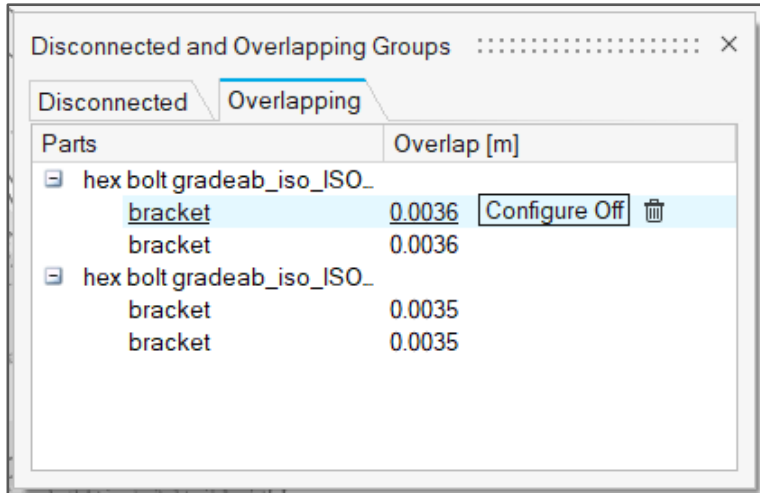 Disconnected and Overlapping Groups
Disconnected Overlapping
Parts Overlap [m]
hex bolt gradeab_iso_ISO_
bracket 0.0036 Configure Off
bracket 0.0036
hex bolt gradeab_iso_ISO_
bracket 0.0035
bracket 0.0035